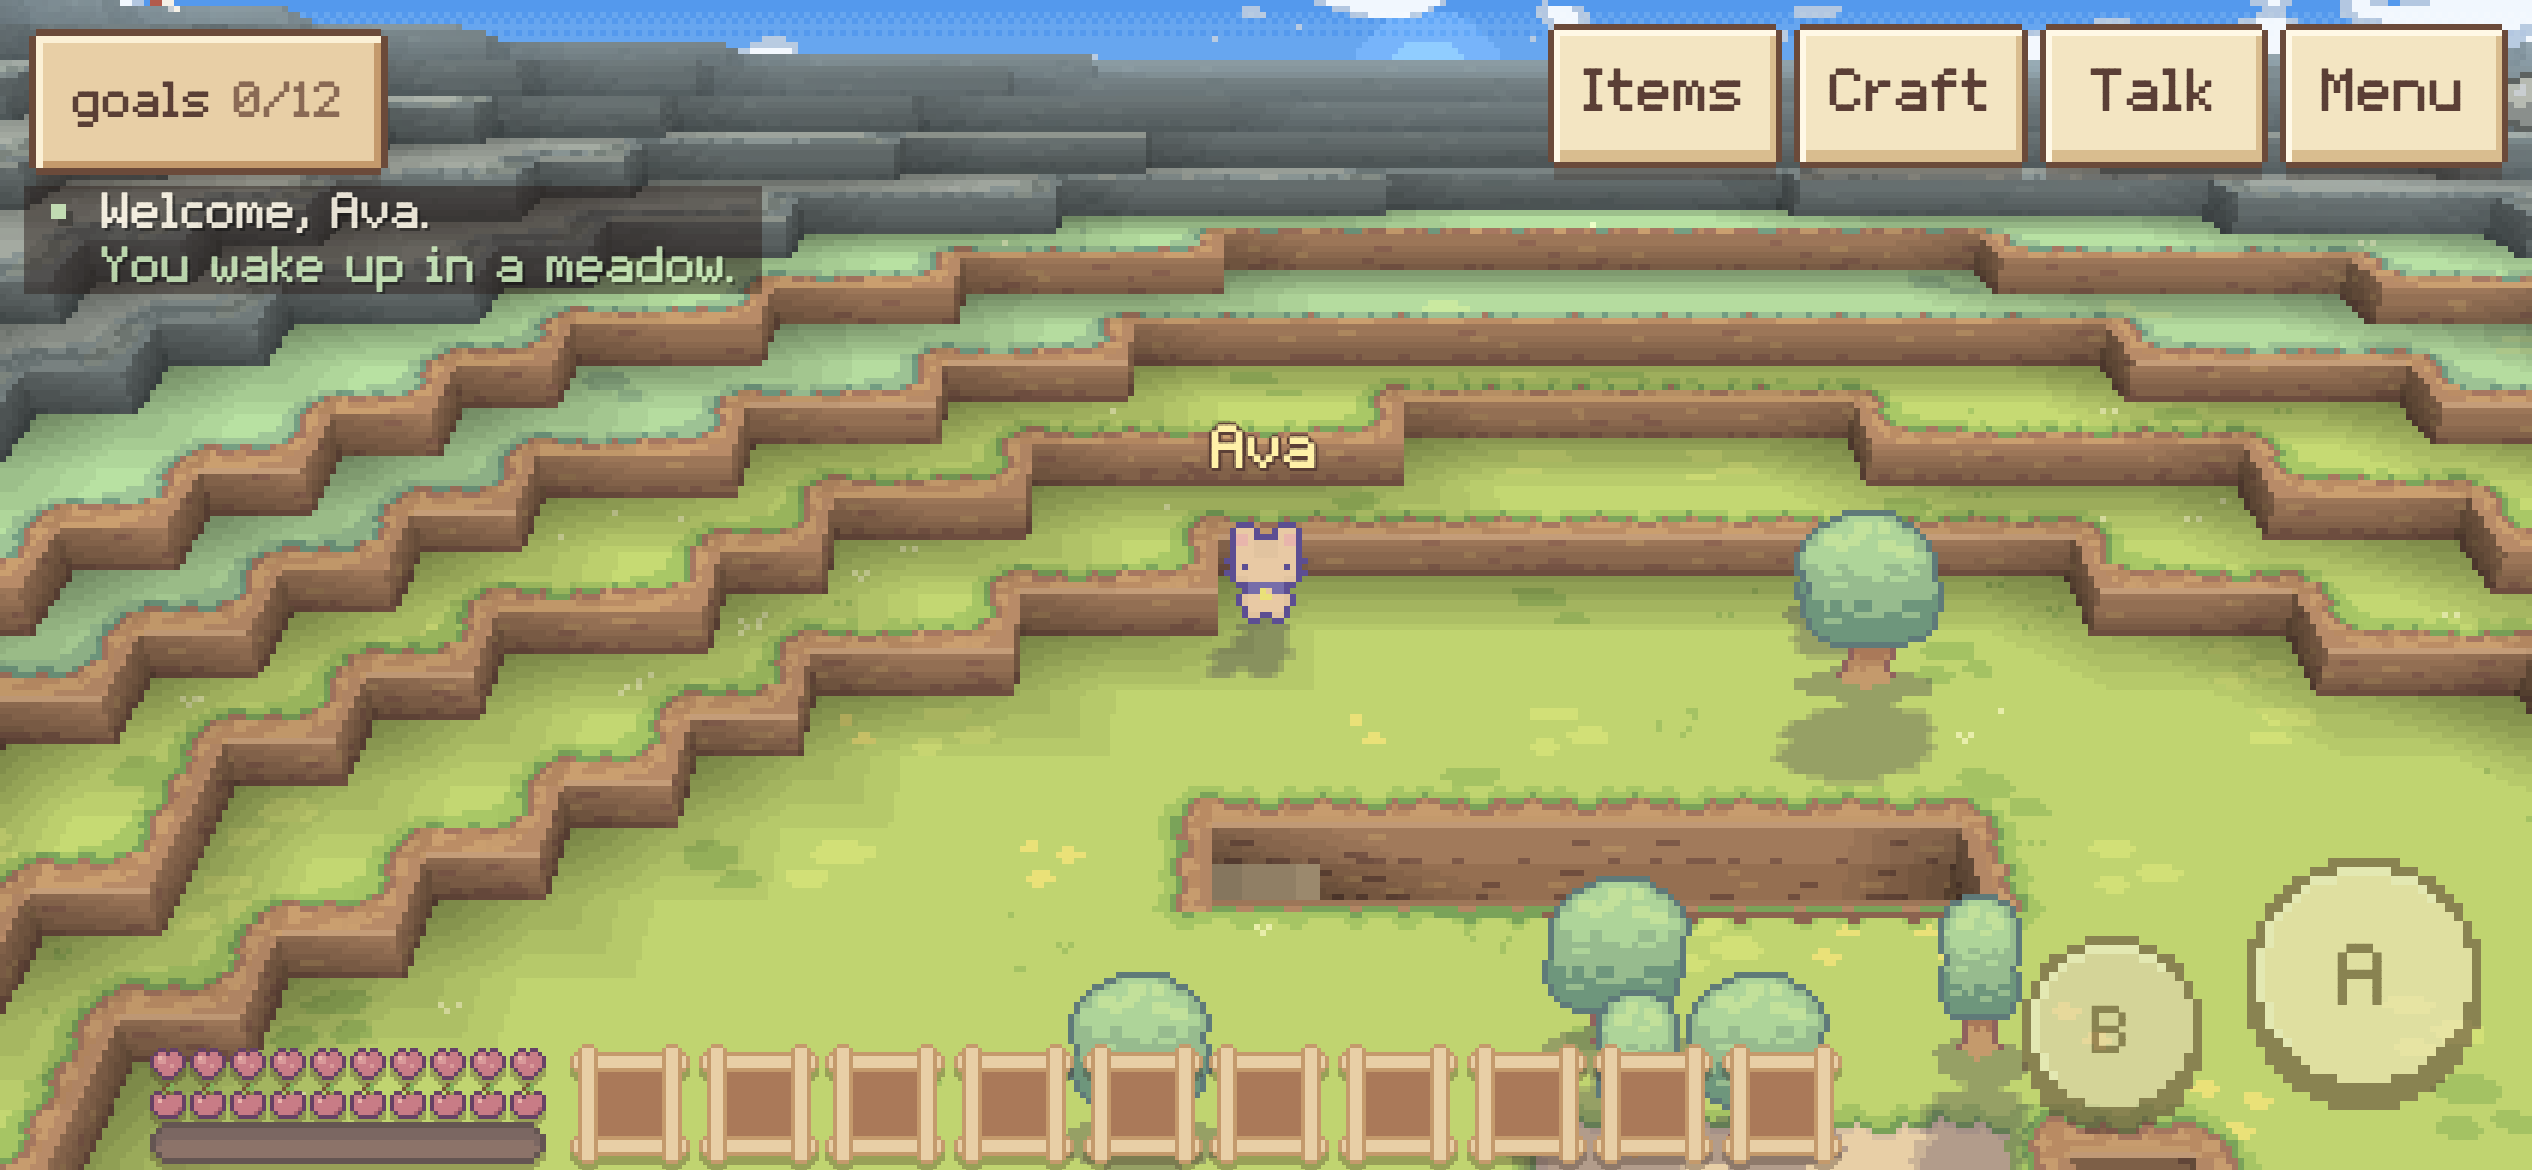 goals 0/12
Items
Craft
Talk
Menu
Welcome, Ava.
You wake up in a meadow.
Ava
A
B